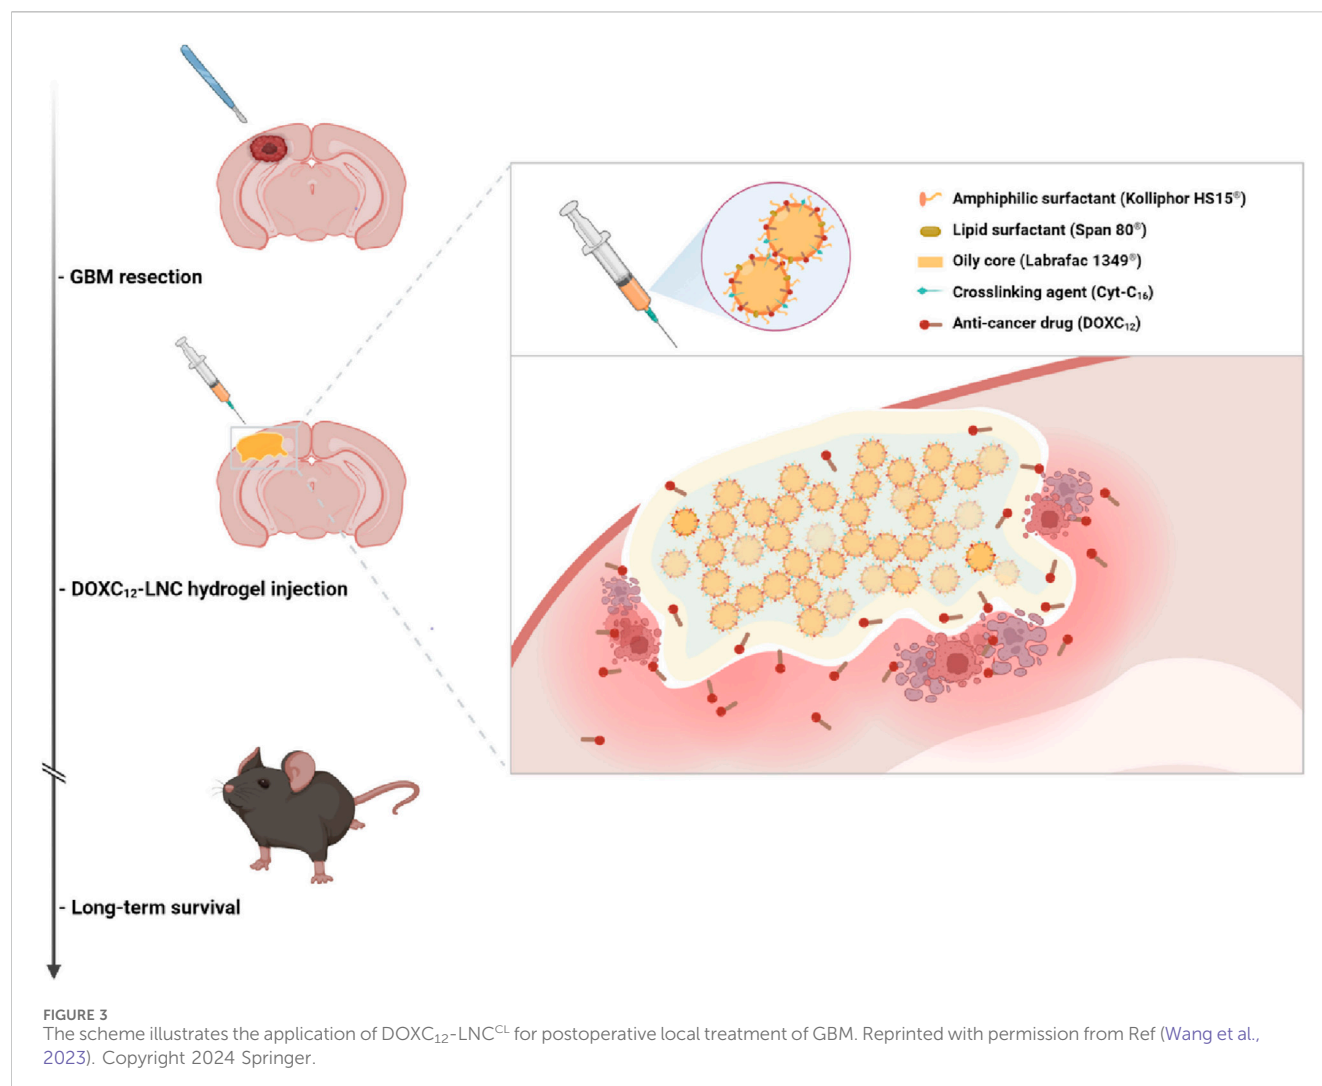 - GBM resection
- DOXC₁₂-LNC hydrogel injection
- Long-term survival
Amphiphilic surfactant (Kolliphor HS15®)
Lipid surfactant (Span 80®)
Oily core (Labrafac 1349®)
Crosslinking agent (Cyt-C₁₆)
Anti-cancer drug (DOXC₁₂)
FIGURE 3
The scheme illustrates the application of DOXC₁₂-LNCᶜᴸ for postoperative local treatment of GBM. Reprinted with permission from Ref (Wang et al.,
2023). Copyright 2024 Springer.